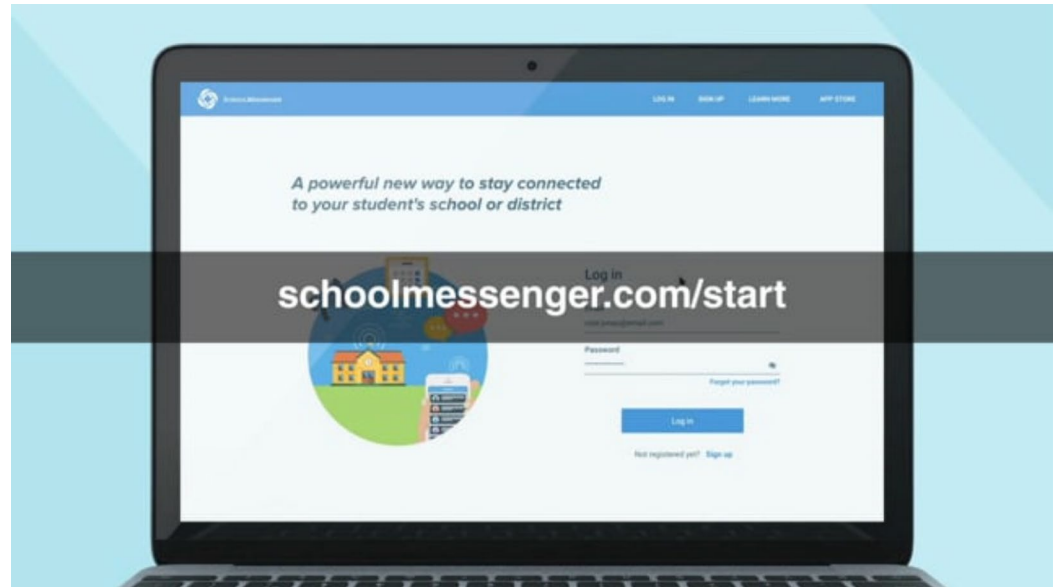 SchoolMessenger
LOG IN
SIGN UP
LEARN MORE
APP STORE
A powerful new way to stay connected
to your student's school or district
Log in
schoolmessenger.com/start
Password
Forgot your password?
Log in
Not registered yet? Sign up